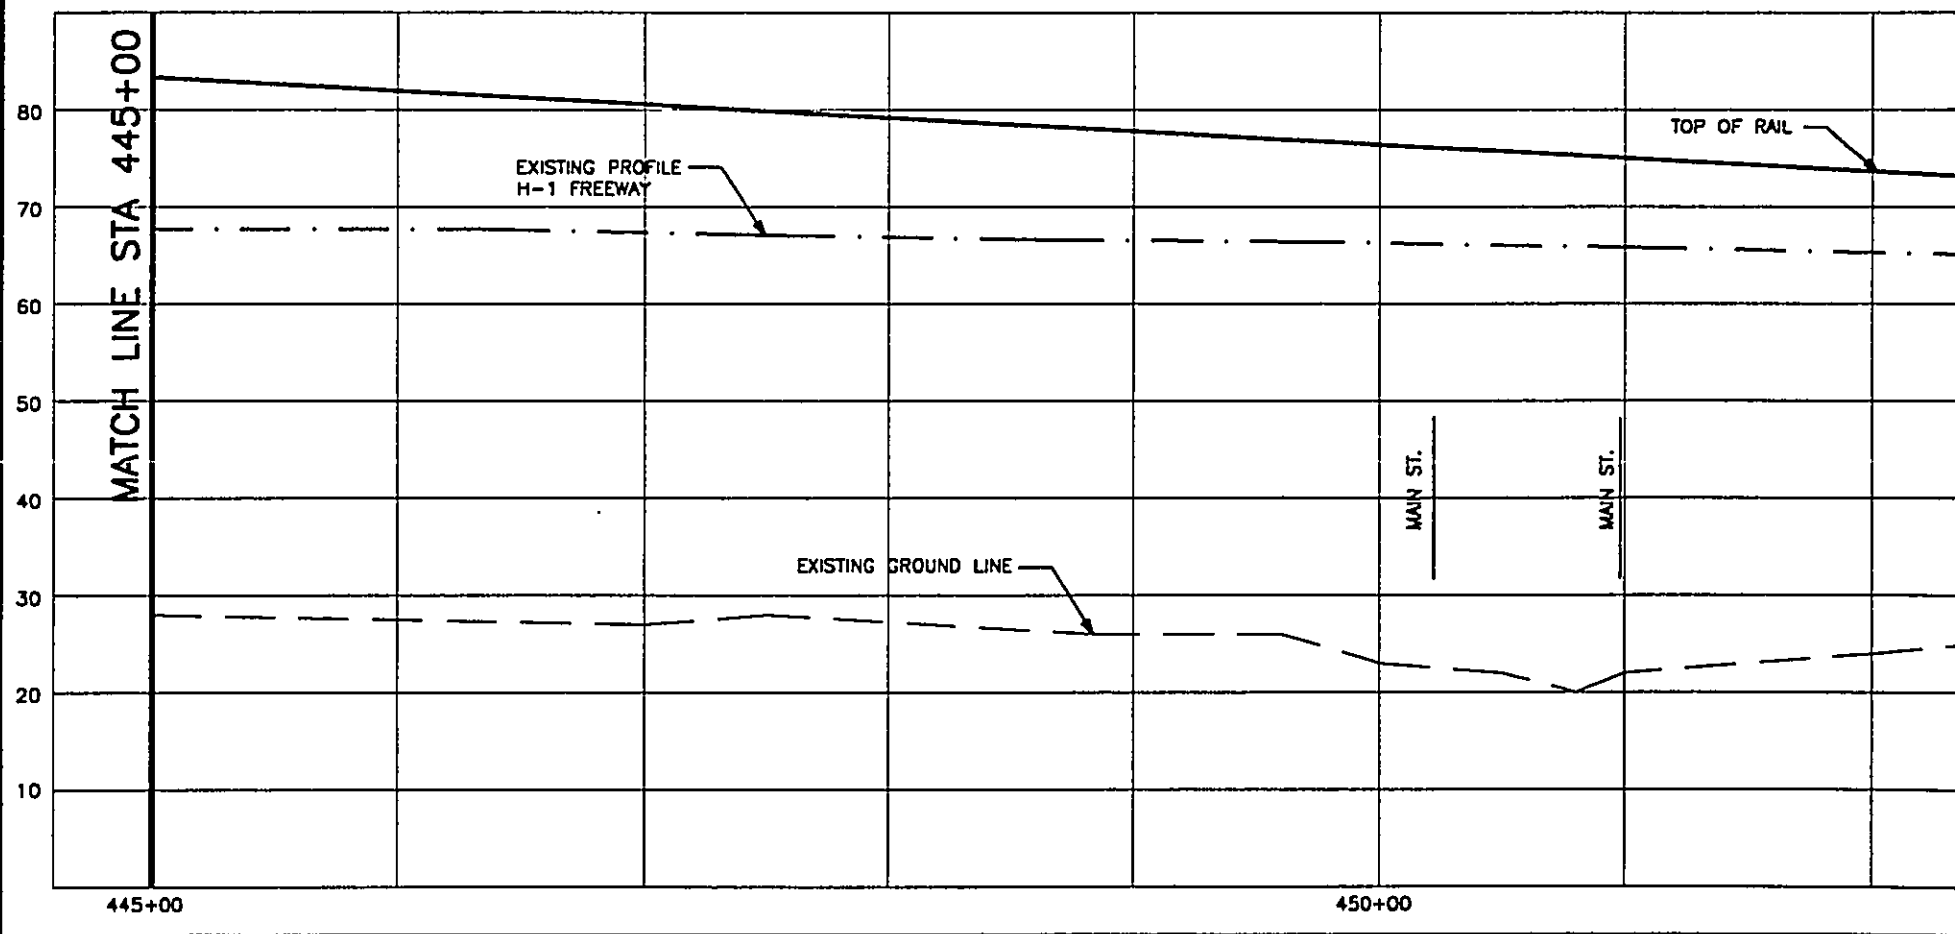 MATCH LINE STA 445+00
80
70
60
50
40
30
20
10
EXISTING PROFILE
H-1 FREEWAY
TOP OF RAIL
EXISTING GROUND LINE
MAIN ST.
MAIN ST.
445+00
450+00